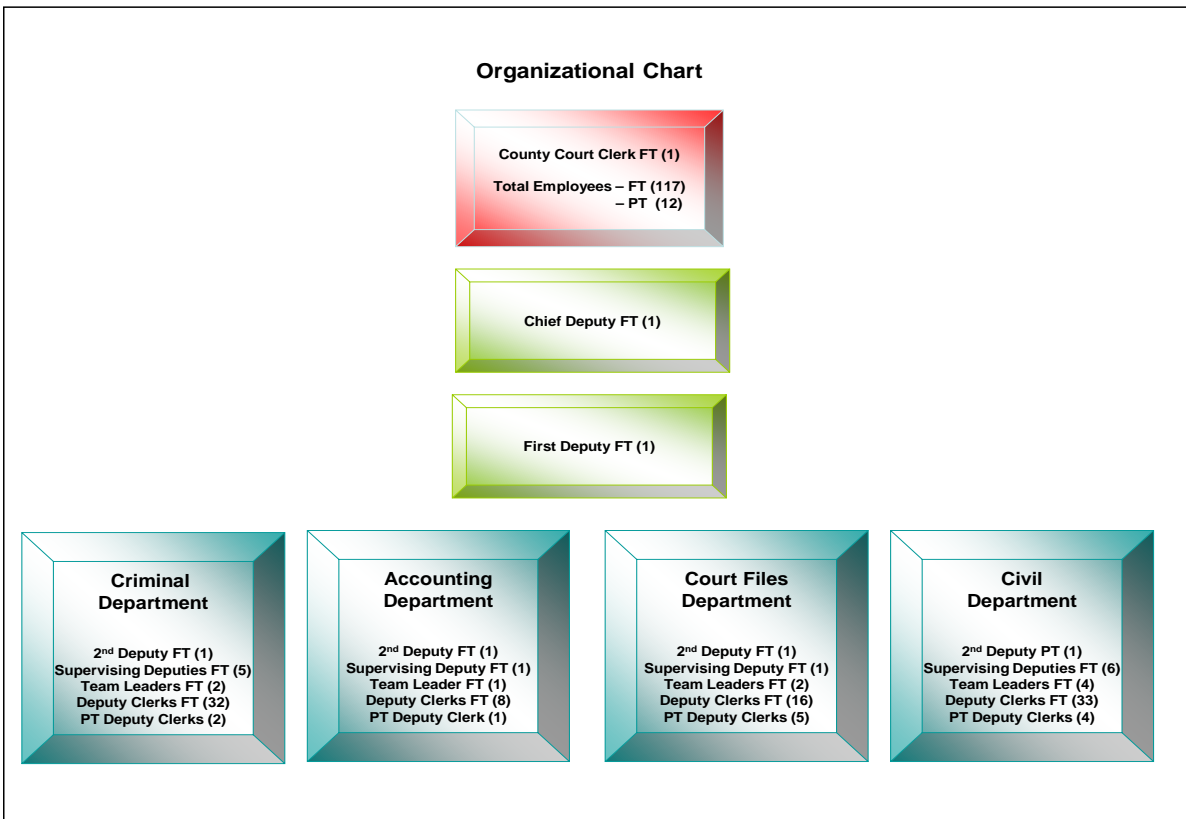 Organizational Chart
County Court Clerk FT (1)
Total Employees – FT (117)
– PT (12)
Chief Deputy FT (1)
First Deputy FT (1)
Criminal
Department
2nd Deputy FT (1)
Supervising Deputies FT (5)
Team Leaders FT (2)
Deputy Clerks FT (32)
PT Deputy Clerks (2)
Accounting
Department
2nd Deputy FT (1)
Supervising Deputy FT (1)
Team Leader FT (1)
Deputy Clerks FT (8)
PT Deputy Clerk (1)
Court Files
Department
2nd Deputy FT (1)
Supervising Deputy FT (1)
Team Leaders FT (2)
Deputy Clerks FT (16)
PT Deputy Clerks (5)
Civil
Department
2nd Deputy PT (1)
Supervising Deputies FT (6)
Team Leaders FT (4)
Deputy Clerks FT (33)
PT Deputy Clerks (4)